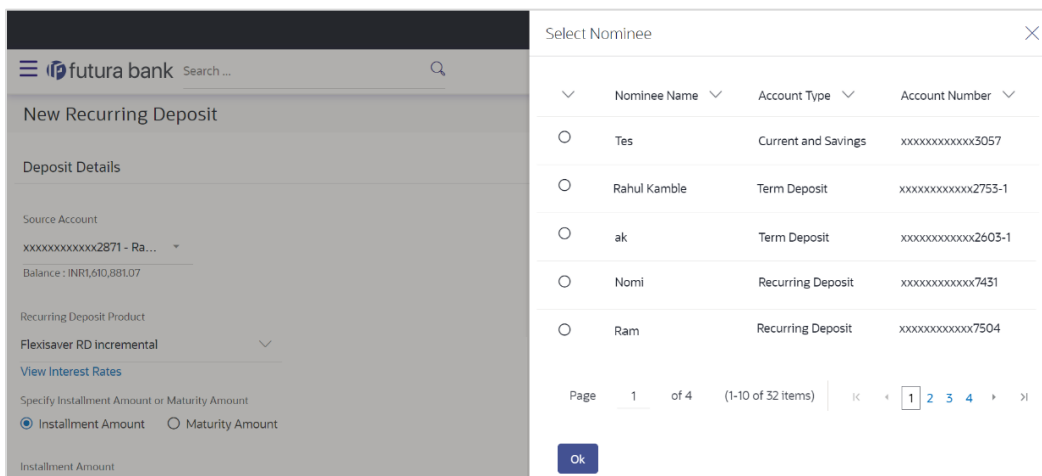 futura bank Search ...
New Recurring Deposit
Deposit Details
Source Account
xxxxxxxxxxxx2871 - Ra...
Balance : INR1,610,881.07
Recurring Deposit Product
Flexisaver RD incremental
View Interest Rates
Specify Installment Amount or Maturity Amount
Installment Amount Maturity Amount
Installment Amount
Select Nominee
Nominee Name Account Type Account Number
Tes Current and Savings xxxxxxxxxxxx3057
Rahul Kamble Term Deposit xxxxxxxxxxxx2753-1
ak Term Deposit xxxxxxxxxxxx2603-1
Nomi Recurring Deposit xxxxxxxxxxxx7431
Ram Recurring Deposit xxxxxxxxxxxx7504
Page 1 of 4 (1-10 of 32 items) 1 2 3 4
Ok